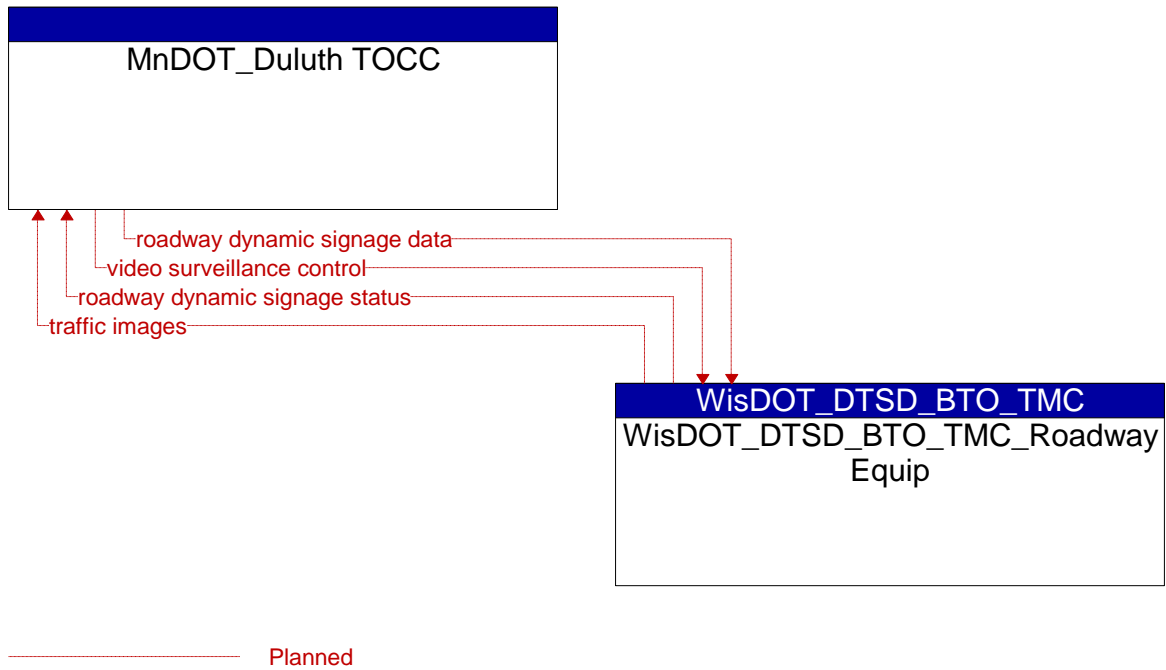 MnDOT_Duluth TOCC
roadway dynamic signage data
video surveillance control
roadway dynamic signage status
traffic images
WisDOT_DTSD_BTO_TMC
WisDOT_DTSD_BTO_TMC_Roadway
Equip
Planned